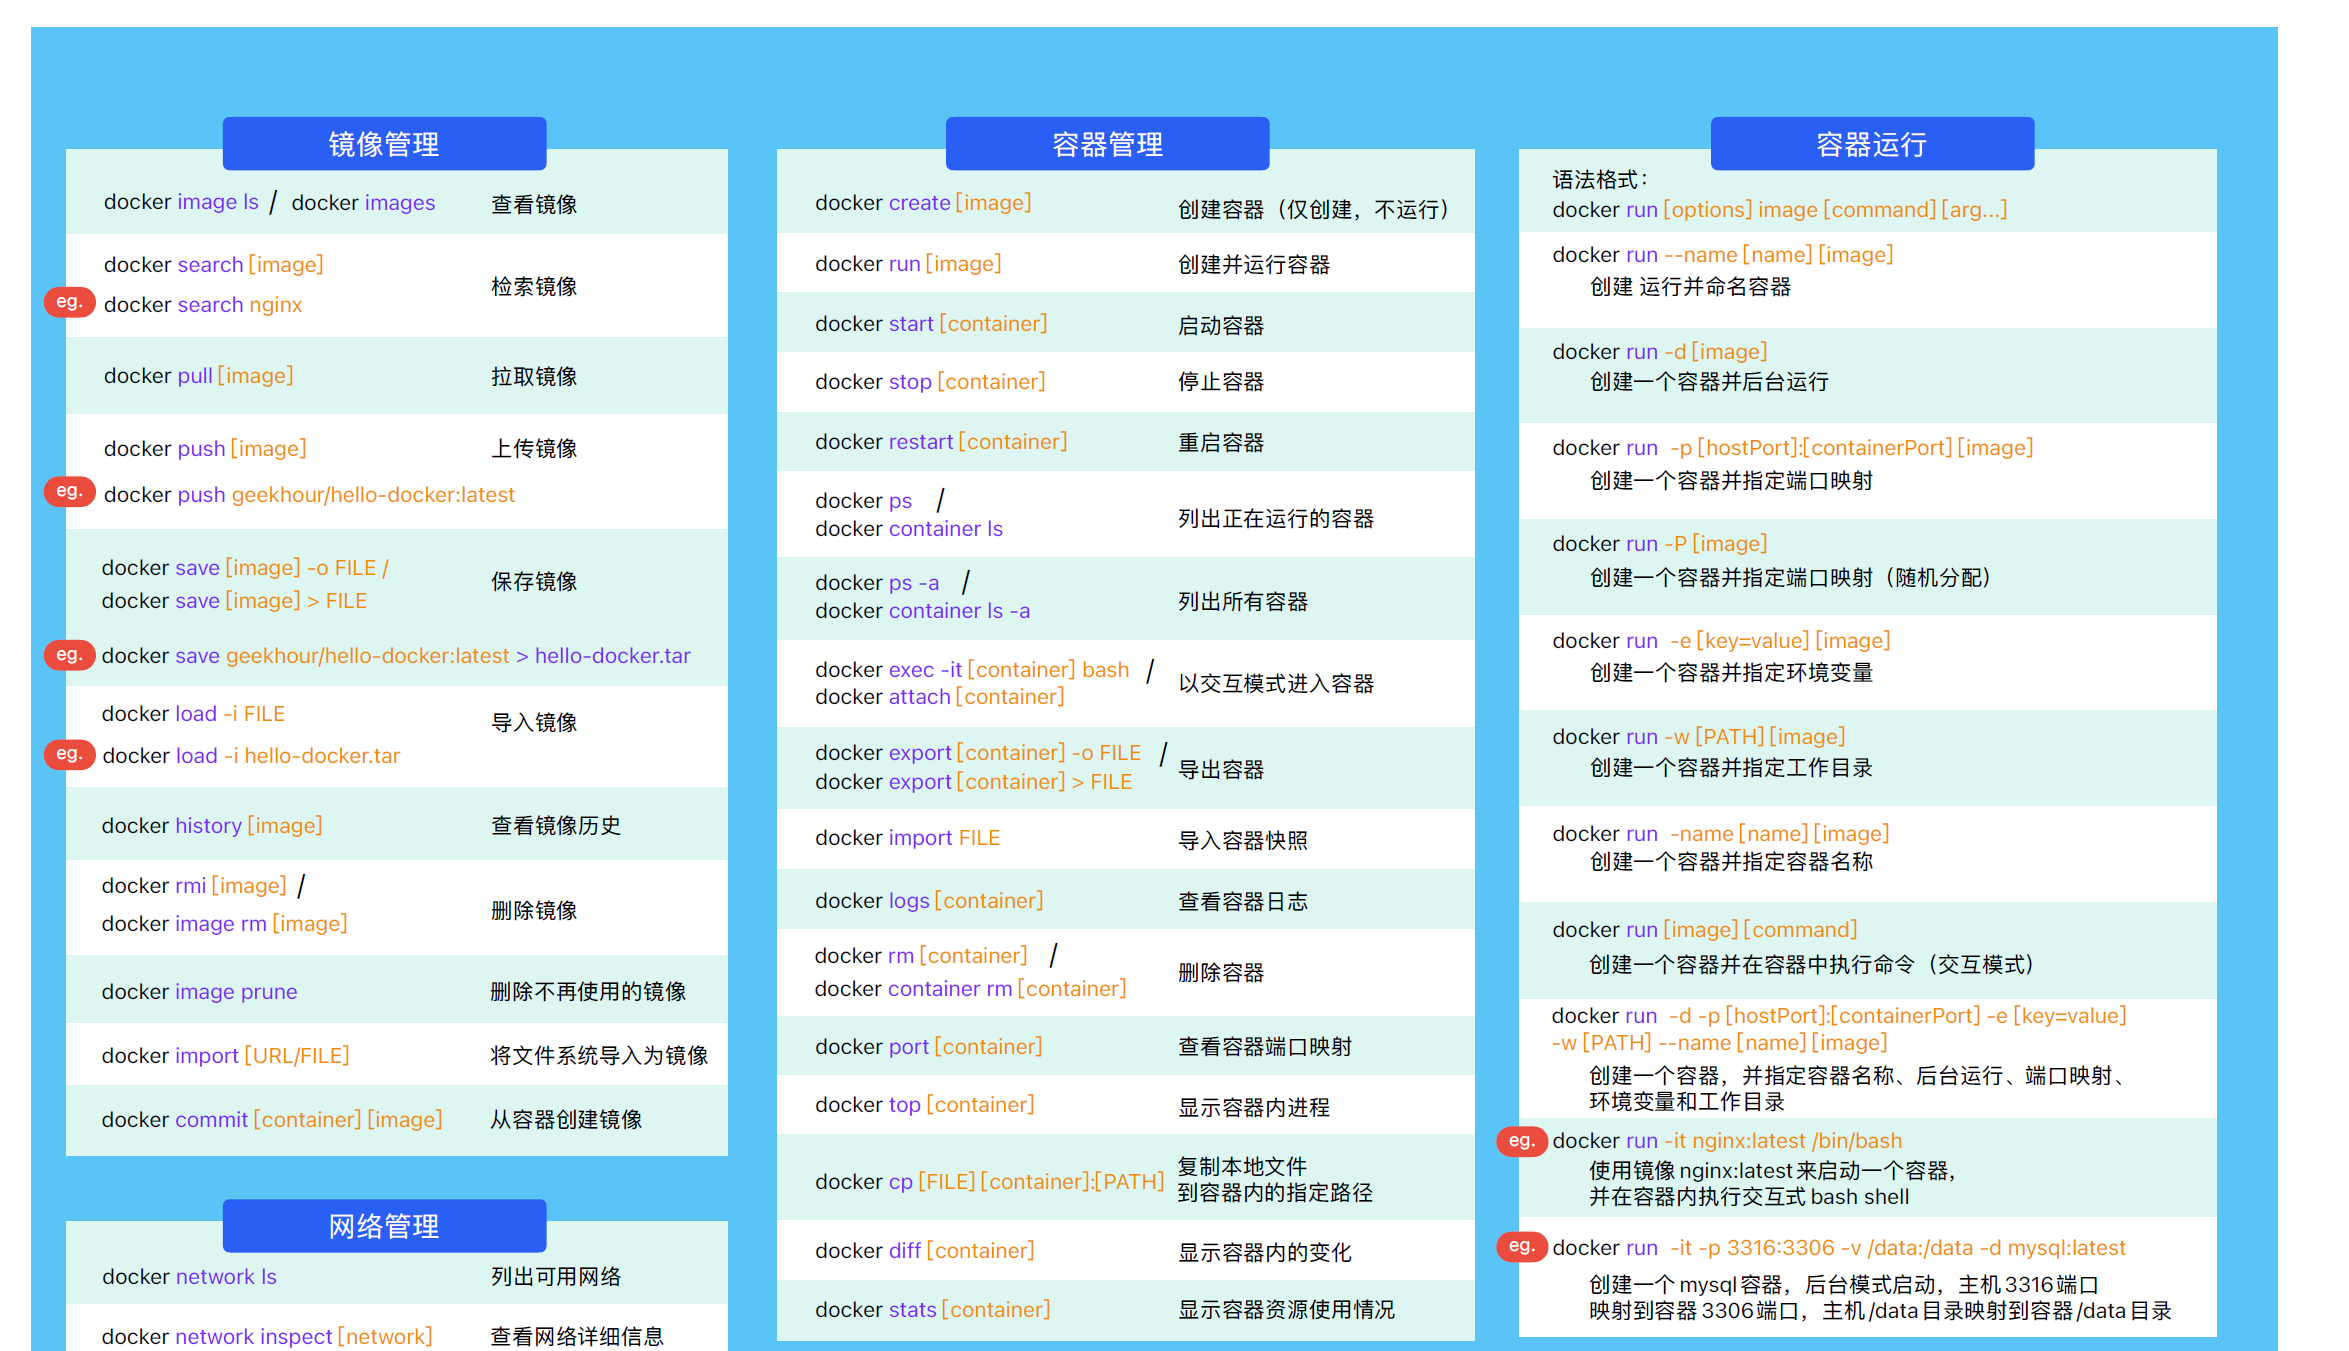 镜像管理
docker image ls / docker images 查看镜像
docker search [image]
检索镜像
eg. docker search nginx
docker pull [image] 拉取镜像
docker push [image] 上传镜像
eg. docker push geekhour/hello-docker:latest
docker save [image] -o FILE /
保存镜像
docker save [image] > FILE
eg. docker save geekhour/hello-docker:latest > hello-docker.tar
docker load -i FILE 导入镜像
eg. docker load -i hello-docker.tar
docker history [image] 查看镜像历史
docker rmi [image] /
删除镜像
docker image rm [image]
docker image prune 删除不再使用的镜像
docker import [URL/FILE] 将文件系统导入为镜像
docker commit [container] [image] 从容器创建镜像
网络管理
docker network ls 列出可用网络
docker network inspect [network] 查看网络详细信息
容器管理
docker create [image] 创建容器（仅创建，不运行）
docker run [image] 创建并运行容器
docker start [container] 启动容器
docker stop [container] 停止容器
docker restart [container] 重启容器
docker ps /
列出正在运行的容器
docker container ls
docker ps -a /
列出所有容器
docker container ls -a
docker exec -it [container] bash /
以交互模式进入容器
docker attach [container]
docker export [container] -o FILE /
导出容器
docker export [container] > FILE
docker import FILE 导入容器快照
docker logs [container] 查看容器日志
docker rm [container] /
删除容器
docker container rm [container]
docker port [container] 查看容器端口映射
docker top [container] 显示容器内进程
docker cp [FILE] [container]:[PATH] 复制本地文件
到容器内的指定路径
docker diff [container] 显示容器内的变化
docker stats [container] 显示容器资源使用情况
容器运行
语法格式：
docker run [options] image [command] [arg...]
docker run --name [name] [image]
创建 运行并命名容器
docker run -d [image]
创建一个容器并后台运行
docker run -p [hostPort]:[containerPort] [image]
创建一个容器并指定端口映射
docker run -P [image]
创建一个容器并指定端口映射（随机分配）
docker run -e [key=value] [image]
创建一个容器并指定环境变量
docker run -w [PATH] [image]
创建一个容器并指定工作目录
docker run -name [name] [image]
创建一个容器并指定容器名称
docker run [image] [command]
创建一个容器并在容器中执行命令（交互模式）
docker run -d -p [hostPort]:[containerPort] -e [key=value]
-w [PATH] --name [name] [image]
创建一个容器，并指定容器名称、后台运行、端口映射、
环境变量和工作目录
eg. docker run -it nginx:latest /bin/bash
使用镜像 nginx:latest 来启动一个容器，
并在容器内执行交互式 bash shell
eg. docker run -it -p 3316:3306 -v /data:/data -d mysql:latest
创建一个 mysql 容器，后台模式启动，主机 3316 端口
映射到容器 3306端口，主机 /data 目录映射到容器 /data 目录